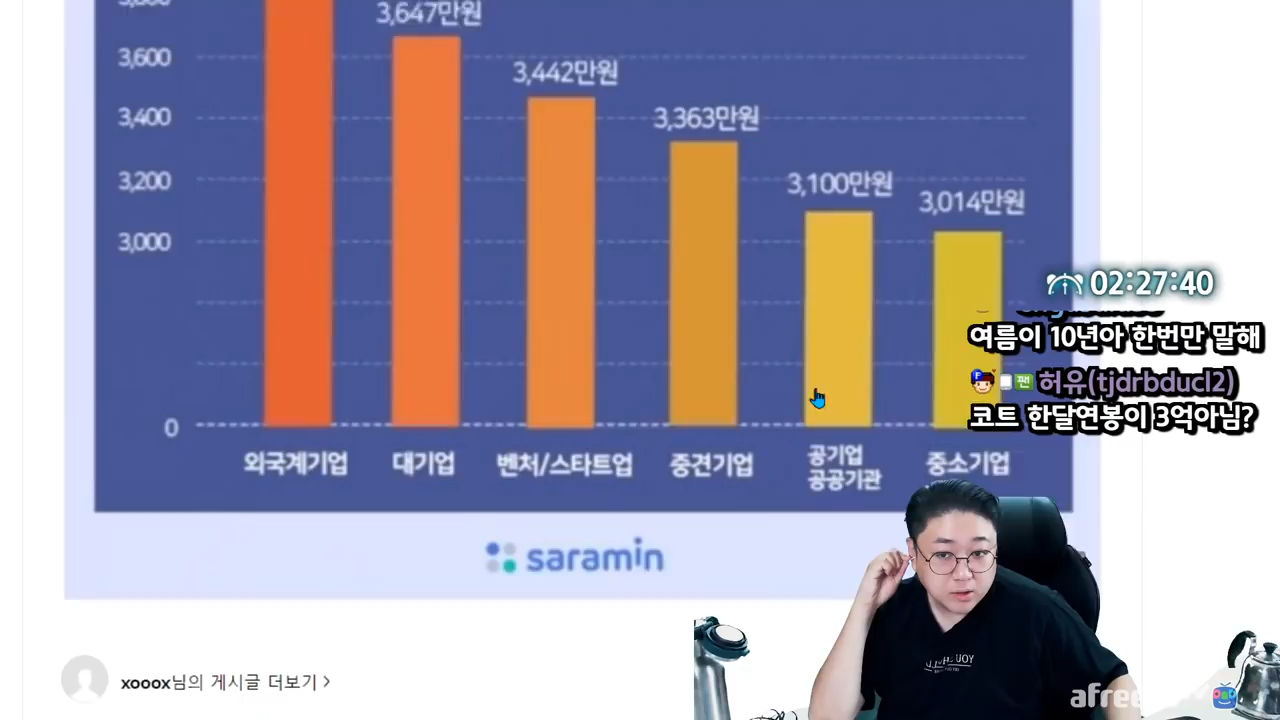 3,647만원
3,600
3,442만원
3,400
3,363만원
3,200
3,100만원
3,014만원
3,000
0
외국계기업
대기업
벤처/스타트업
중견기업
공기업
공공기관
중소기업
saramin
xooox님의 게시글 더보기 >
02:27:40
여름이 10년아 한번만 말해
F 팬 허유(tjdrbducl2)
코트 한달연봉이 3억아님?